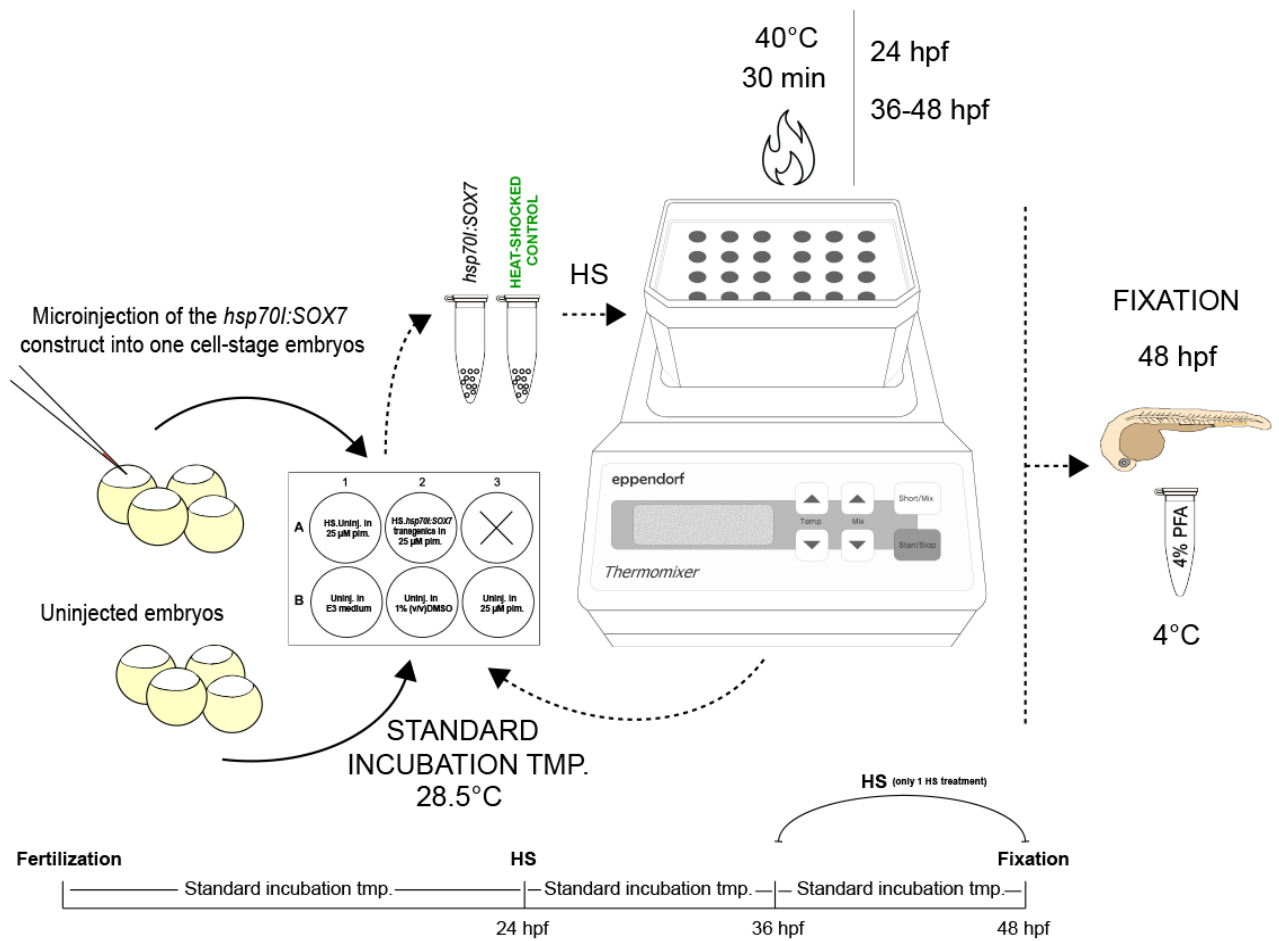 40°C
30 min
24 hpf
36-48 hpf
hsp70l:SOX7
HEAT-SHOCKED
CONTROL
HS
Microinjection of the hsp70l:SOX7
construct into one cell-stage embryos
FIXATION
48 hpf
4% PFA
4°C
1 2 3
A
HS.Uninj. in
25 µM pim.
HS.hsp70l:SOX7
transgenica in
25 µM pim.
B
Uninj. in
E3 medium
Uninj. in
1% (v/v)DMSO
Uninj. in
25 µM pim.
eppendorf
Temp
Mix
Short/Mix
Start/Stop
Thermomixer
Uninjected embryos
STANDARD
INCUBATION TMP.
28.5°C
HS (only 1 HS treatment)
Fertilization
HS
Fixation
Standard incubation tmp.
Standard incubation tmp.
Standard incubation tmp.
24 hpf
36 hpf
48 hpf